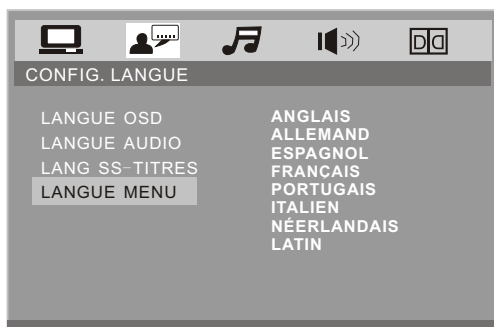 CONFIG. LANGUE
LANGUE OSD
LANGUE AUDIO
LANG SS-TITRES
LANGUE MENU
ANGLAIS
ALLEMAND
ESPAGNOL
FRANÇAIS
PORTUGAIS
ITALIEN
NÉERLANDAIS
LATIN